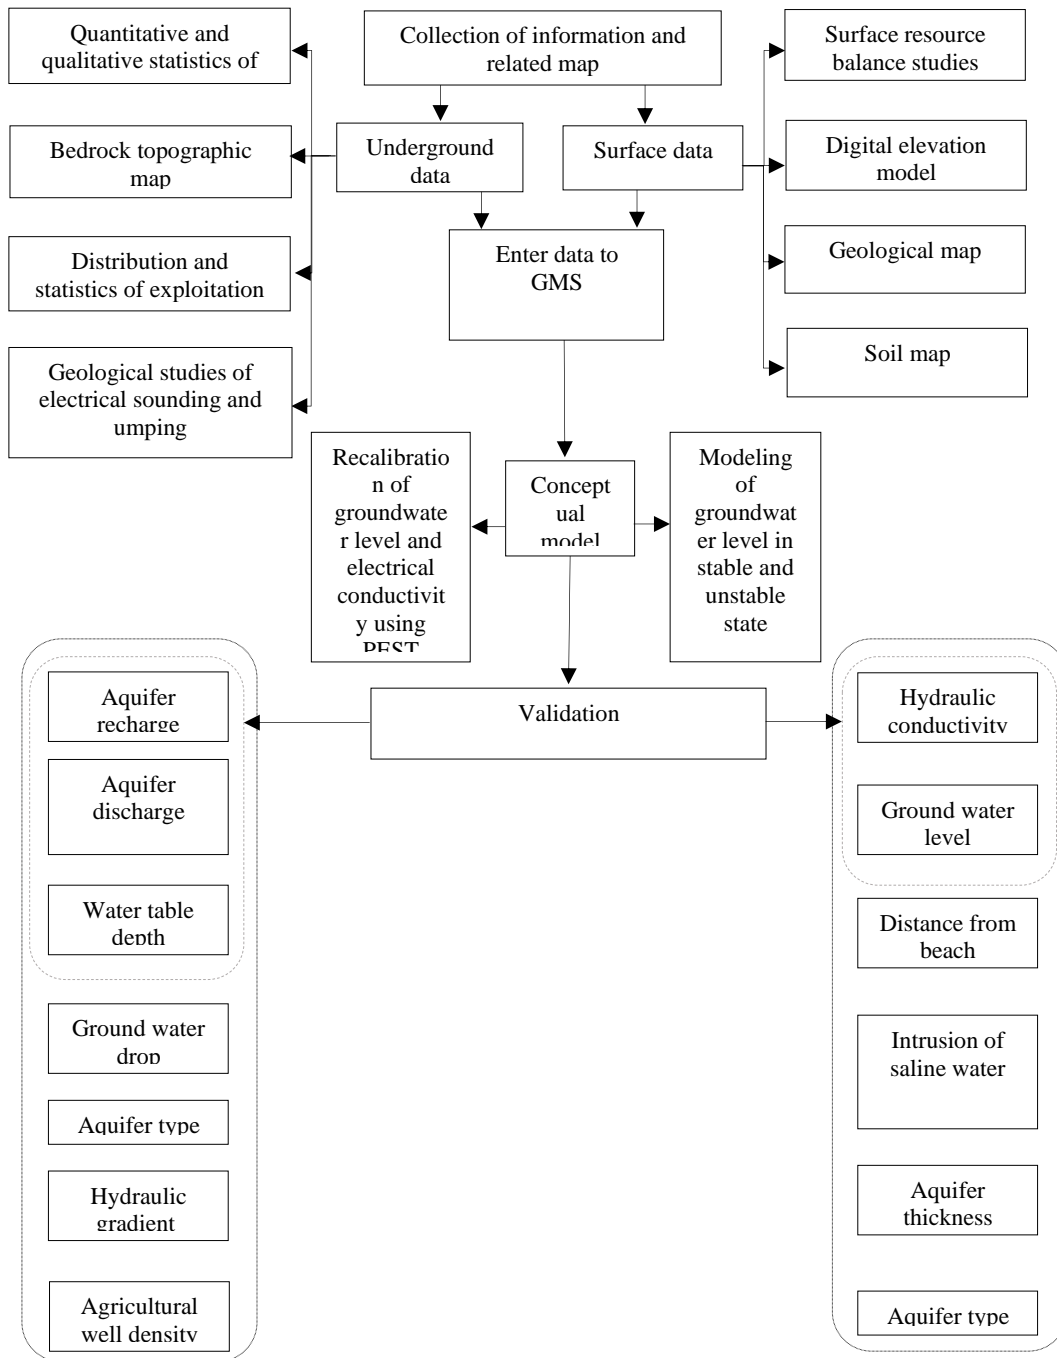 Quantitative and
qualitative statistics of
Collection of information and
related map
Surface resource
balance studies
Bedrock topographic
map
Underground
data
Surface data
Digital elevation
model
Distribution and
statistics of exploitation
Enter data to
GMS
Geological map
Geological studies of
electrical sounding and
umping
Soil map
Recalibratio
n of
groundwate
r level and
electrical
conductivit
y using
PEST
Concept
ual
model
Modeling
of
groundwat
er level in
stable and
unstable
state
Validation
Aquifer
recharge
Aquifer
discharge
Water table
depth
Ground water
drop
Aquifer type
Hydraulic
gradient
Agricultural
well density
Hydraulic
conductivity
Ground water
level
Distance from
beach
Intrusion of
saline water
Aquifer
thickness
Aquifer type